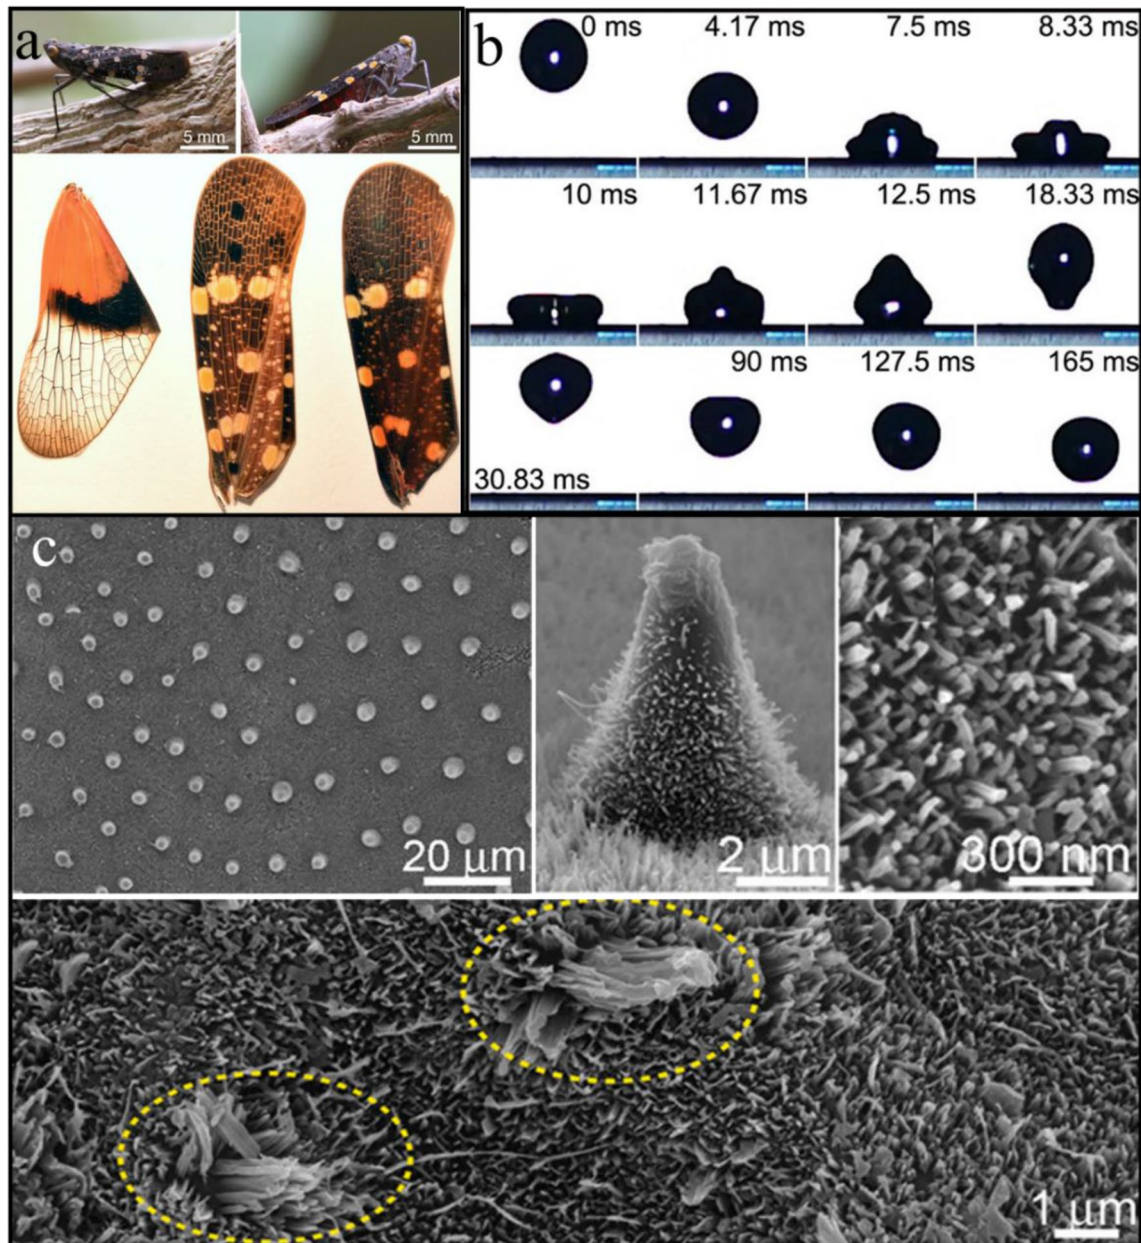 a
5 mm
5 mm
b
0 ms
4.17 ms
7.5 ms
8.33 ms
10 ms
11.67 ms
12.5 ms
18.33 ms
30.83 ms
90 ms
127.5 ms
165 ms
c
20 μm
2 μm
300 nm
1 μm